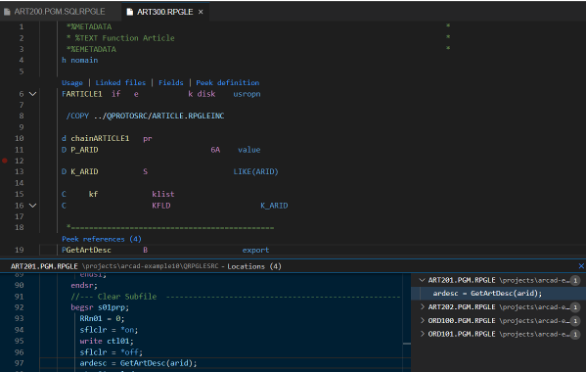 ART200.PGM.SQLRPGLE ART300.RPGLE ×
1 *%METADATA *
2 * %TEXT Function Article *
3 *%EMETADATA *
4 h nomain
5
Usage | Linked files | Fields | Peek definition
6 FARTICLE1 if e k disk usropn
7
8 /COPY ../QPROTOSRC/ARTICLE.RPGLEINC
9
10 d chainARTICLE1 pr
11 D P_ARID 6A value
12
13 D K_ARID S LIKE(ARID)
14
15 C kf klist
16 C KFLD K_ARID
17
18 *--------------------------------------------
Peek references (4)
19 PGetArtDesc B export
ART201.PGM.RPGLE \projects\arcad-example10\QRPGLESRC - Locations (4) ×
89 endsl;
90 endsr;
91 //--- Clear Subfile ----------------------------------------
92 begsr s01prp;
93 RRn01 = 0;
94 sflclr = *on;
95 write ctl01;
96 sflclr = *off;
97 ardesc = GetArtDesc(arid);
ART201.PGM.RPGLE \projects\arcad-e... 1
ardesc = GetArtDesc(arid);
ART202.PGM.RPGLE \projects\arcad-e... 1
ORD100.PGM.RPGLE \projects\arcad-e... 1
ORD101.PGM.RPGLE \projects\arcad-e... 1